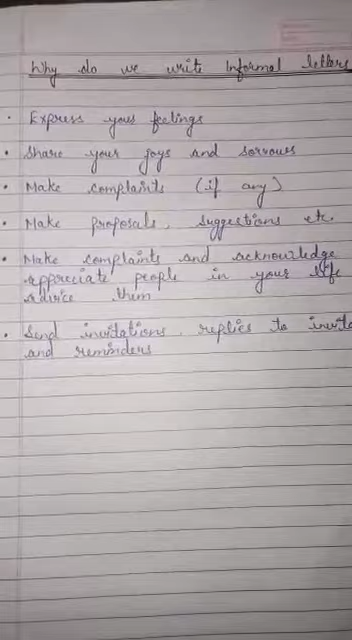 Why do we write Informal letters
• Express your feelings
• Share your joys and sorrows
• Make complaints (if any)
• Make proposals, suggestions etc
• Make complaints and acknowledge
appreciate people in your life
advice them
• Send invitations, replies to invita
and reminders